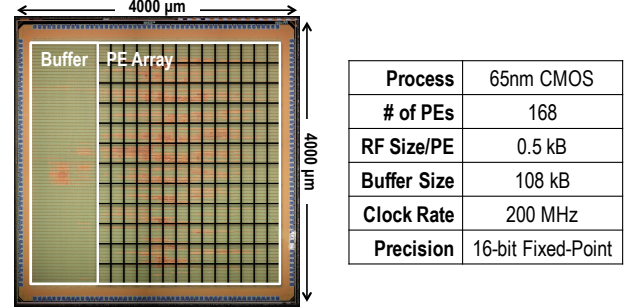 4000 µm
Buffer PE Array
4000 µm
Process 65nm CMOS
# of PEs 168
RF Size/PE 0.5 kB
Buffer Size 108 kB
Clock Rate 200 MHz
Precision 16-bit Fixed-Point